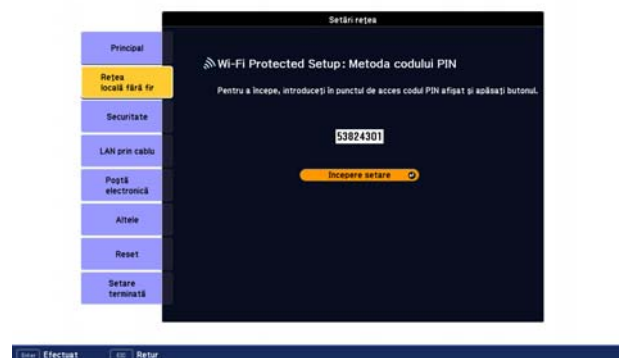 Setări rețea
Principal
Rețea
locală fără fir
Securitate
LAN prin cablu
Poștă
electronică
Altele
Reset
Setare
terminată
Wi-Fi Protected Setup: Metoda codului PIN
Pentru a începe, introduceți în punctul de acces codul PIN afișat și apăsați butonul.
53824301
Începere setare
Enter Efectuat
ESC Retur